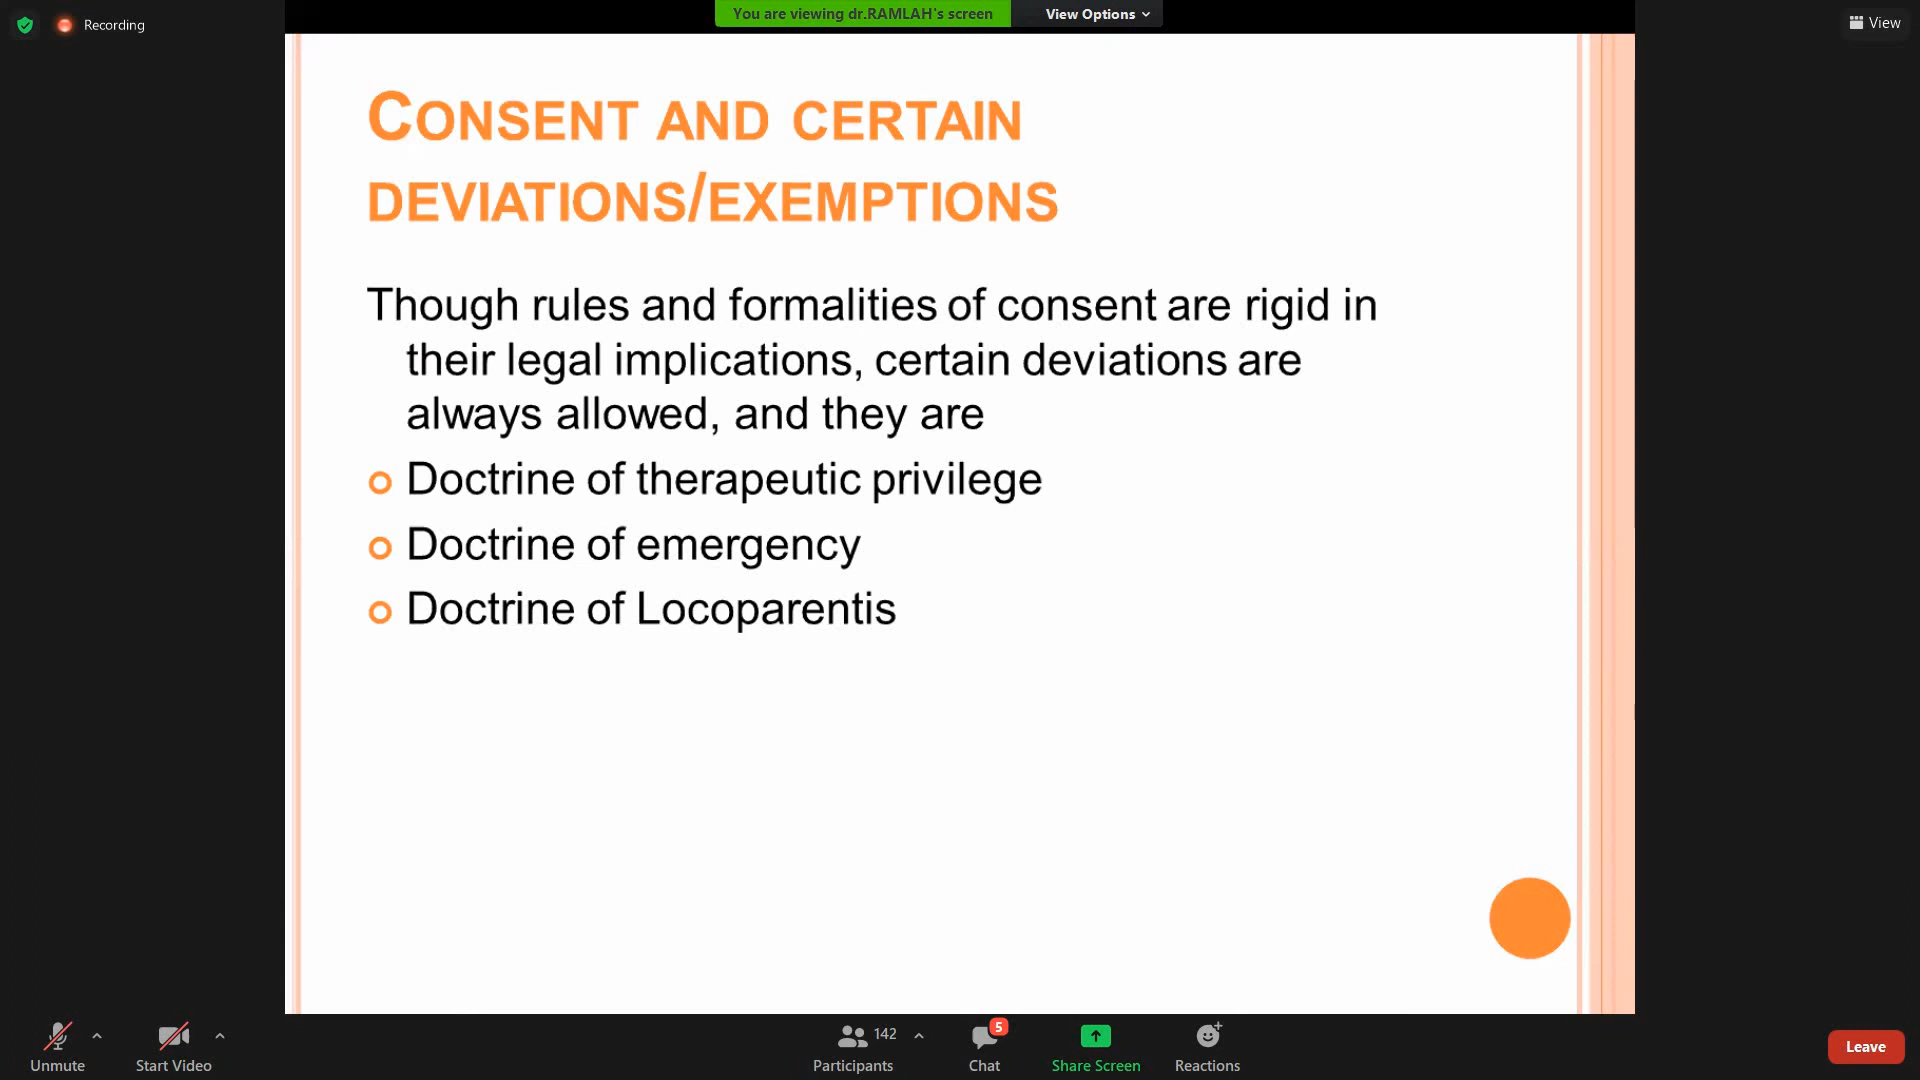 Recording
You are viewing dr.RAMLAH's screen
View Options
View
CONSENT AND CERTAIN
DEVIATIONS/EXEMPTIONS
Though rules and formalities of consent are rigid in
their legal implications, certain deviations are
always allowed, and they are
Doctrine of therapeutic privilege
Doctrine of emergency
Doctrine of Locoparentis
Unmute
Start Video
142
Participants
5
Chat
Share Screen
Reactions
Leave